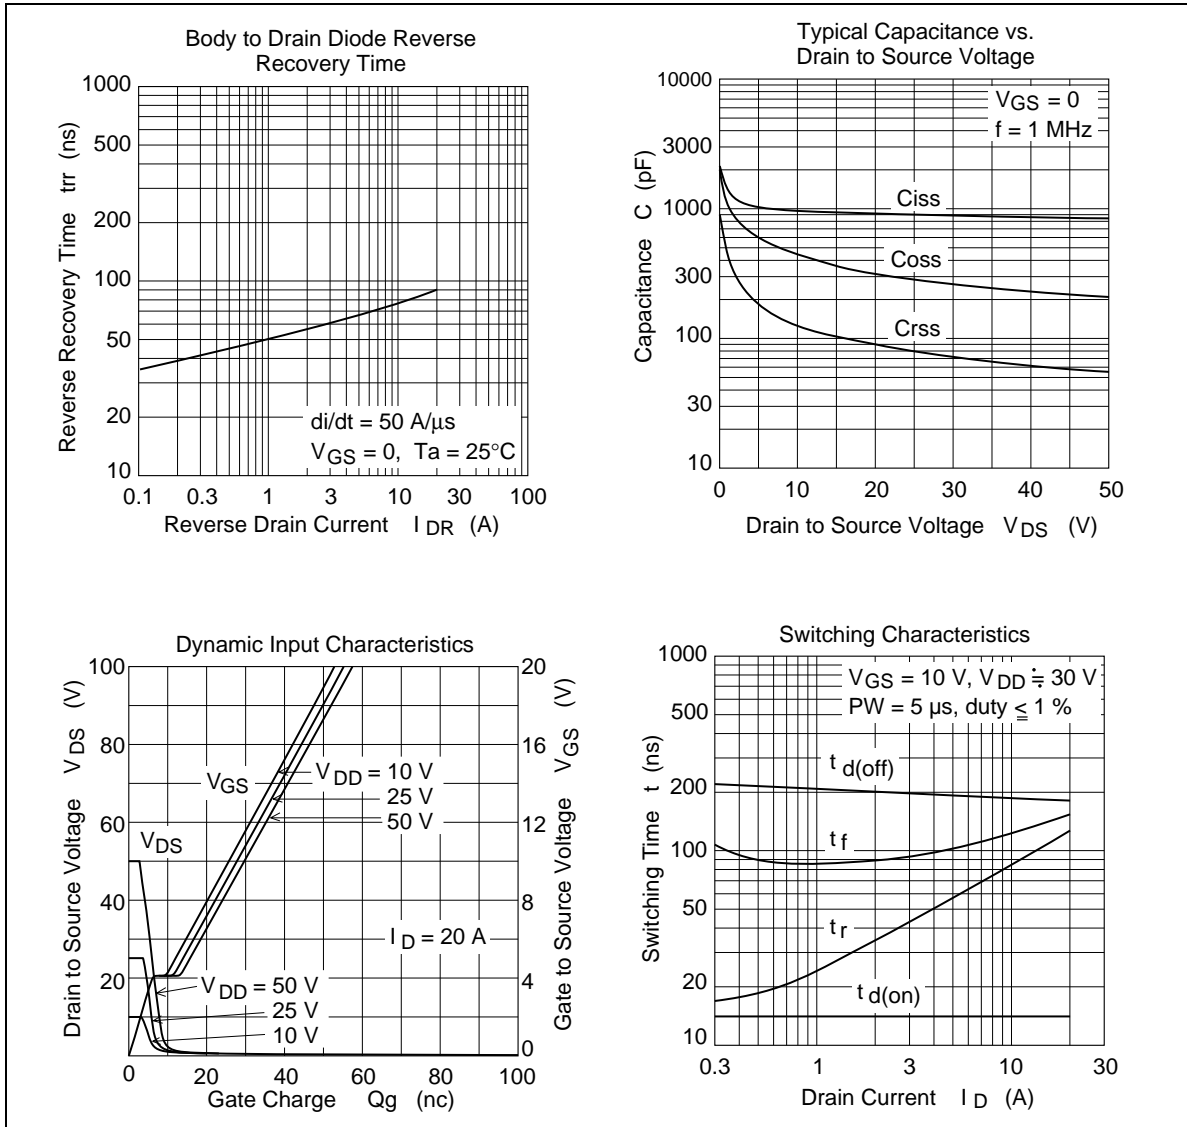 Body to Drain Diode Reverse
Recovery Time
1000
500
200
100
50
20
10
Reverse Recovery Time trr (ns)
di/dt = 50 A/μs
VGS = 0, Ta = 25°C
0.1 0.3 1 3 10 30 100
Reverse Drain Current I DR (A)
Typical Capacitance vs.
Drain to Source Voltage
10000
3000
1000
300
100
30
10
Capacitance C (pF)
VGS = 0
f = 1 MHz
Ciss
Coss
Crss
0 10 20 30 40 50
Drain to Source Voltage VDS (V)
Dynamic Input Characteristics
100
80
60
40
20
0
Drain to Source Voltage VDS (V)
20
16
12
8
4
0
Gate to Source Voltage VGS (V)
VGS
VDD = 10 V
25 V
50 V
VDS
I D = 20 A
VDD = 50 V
25 V
10 V
0 20 40 60 80 100
Gate Charge Qg (nc)
Switching Characteristics
1000
500
200
100
50
20
10
Switching Time t (ns)
VGS = 10 V, VDD ≒ 30 V
PW = 5 μs, duty ≦ 1 %
t d(off)
t f
t r
t d(on)
0.3 1 3 10 30
Drain Current I D (A)